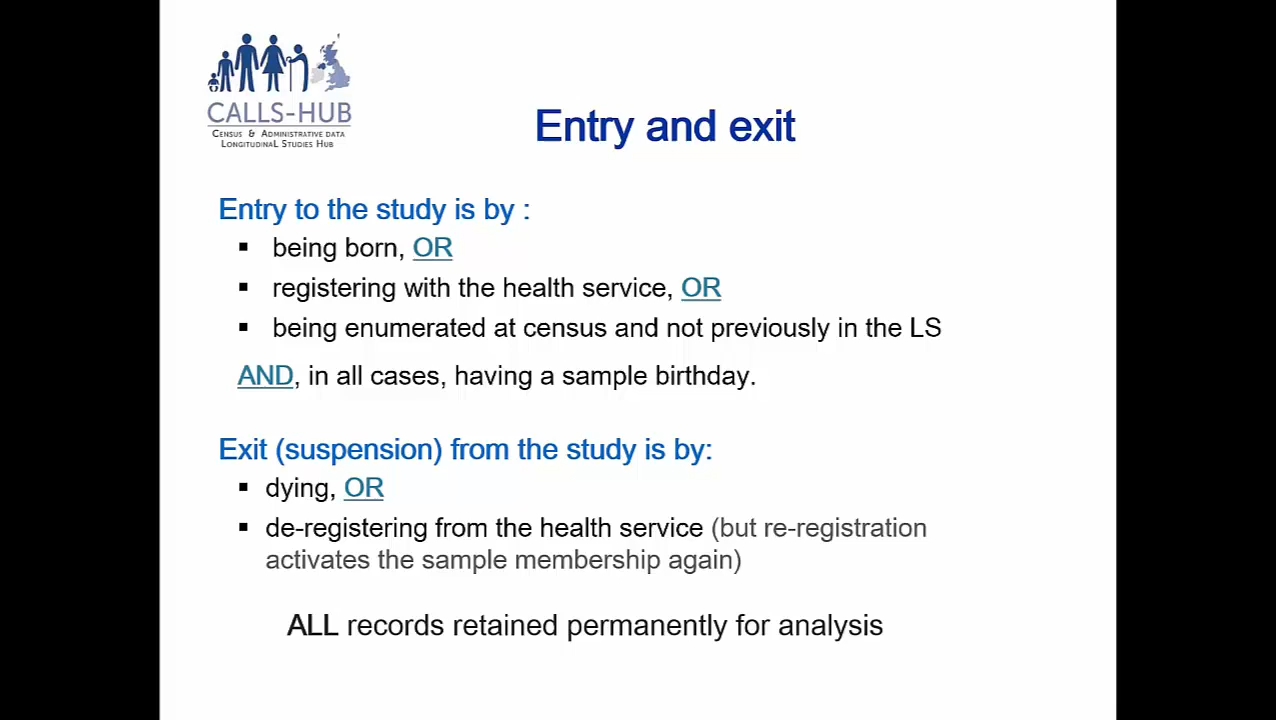 CALLS-HUB
CENSUS & ADMINISTRATIVE DATA
LONGITUDINAL STUDIES HUB
Entry and exit
Entry to the study is by :
▪ being born, OR
▪ registering with the health service, OR
▪ being enumerated at census and not previously in the LS
AND, in all cases, having a sample birthday.
Exit (suspension) from the study is by:
▪ dying, OR
▪ de-registering from the health service (but re-registration
activates the sample membership again)
ALL records retained permanently for analysis